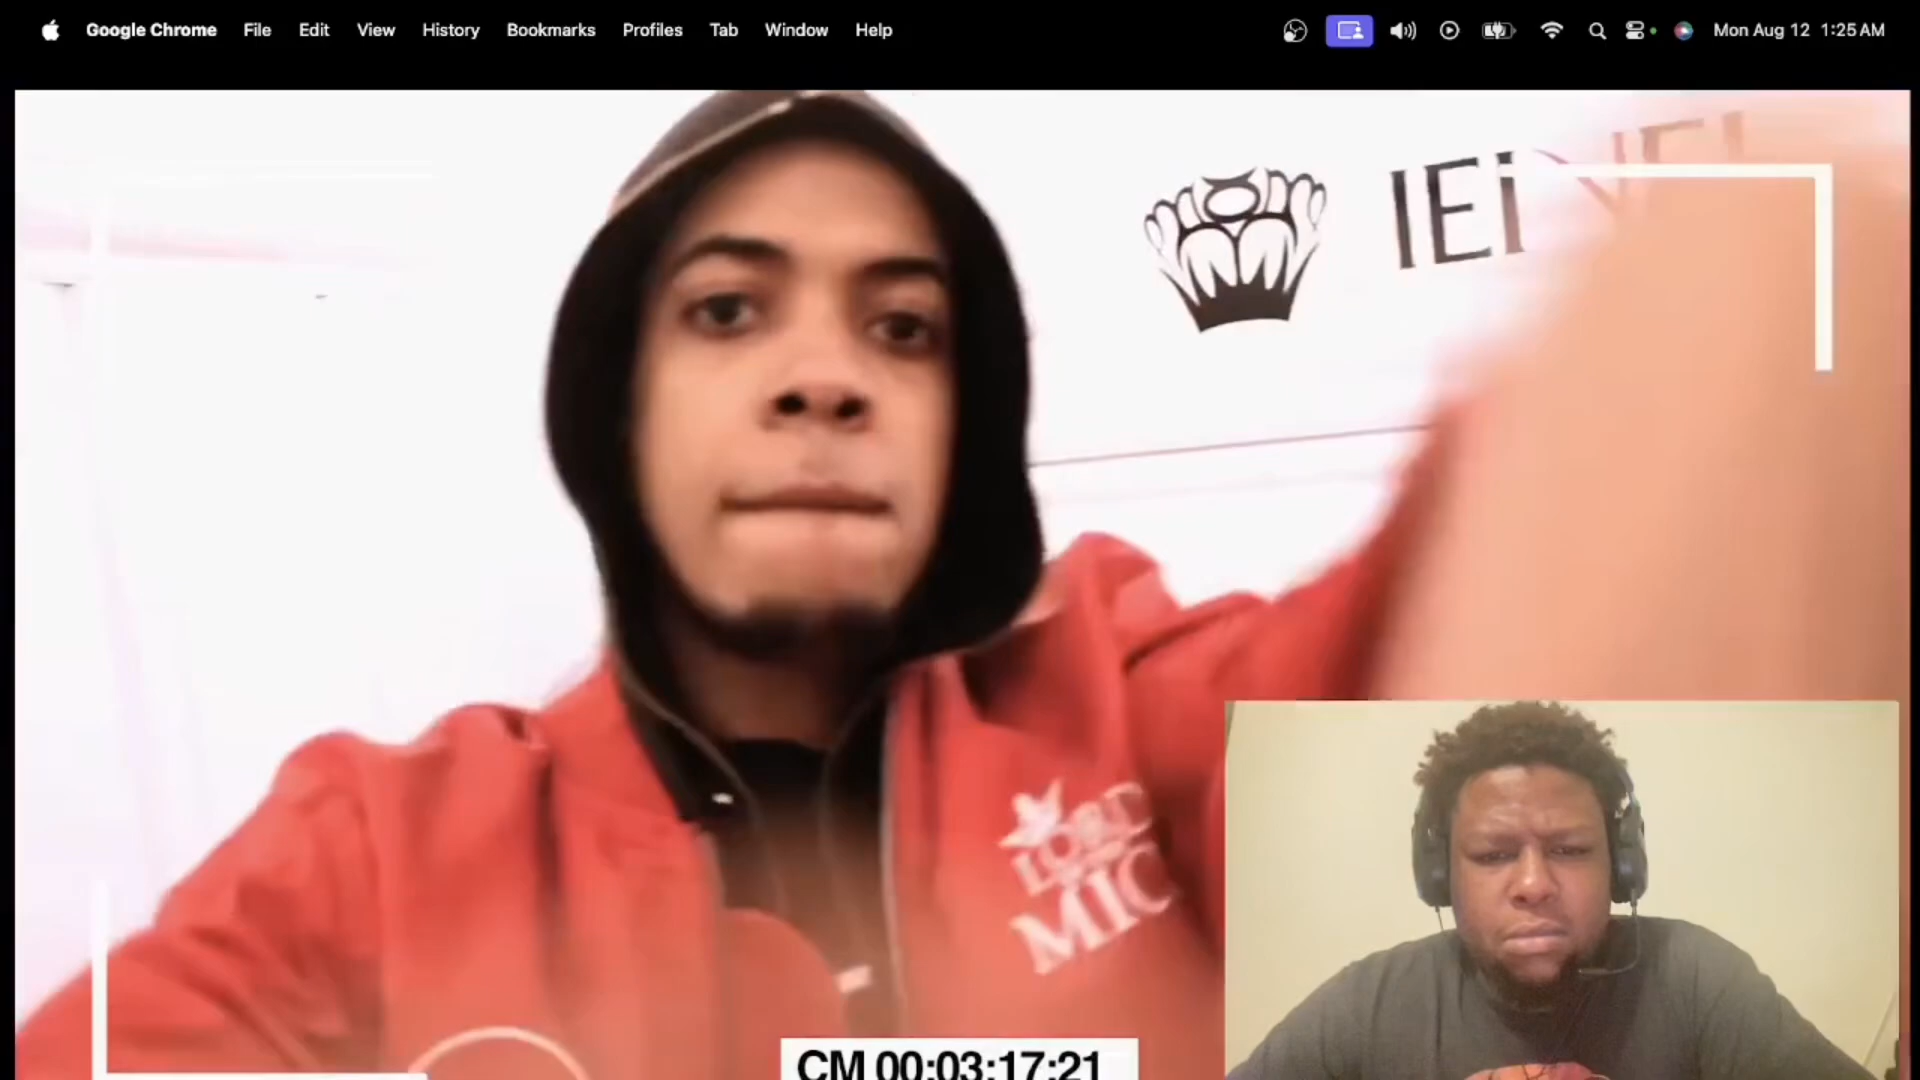 Google Chrome File Edit View History Bookmarks Profiles Tab Window Help Mon Aug 12 1:25 AM
LORD
MIC
CM 00:03:17:21